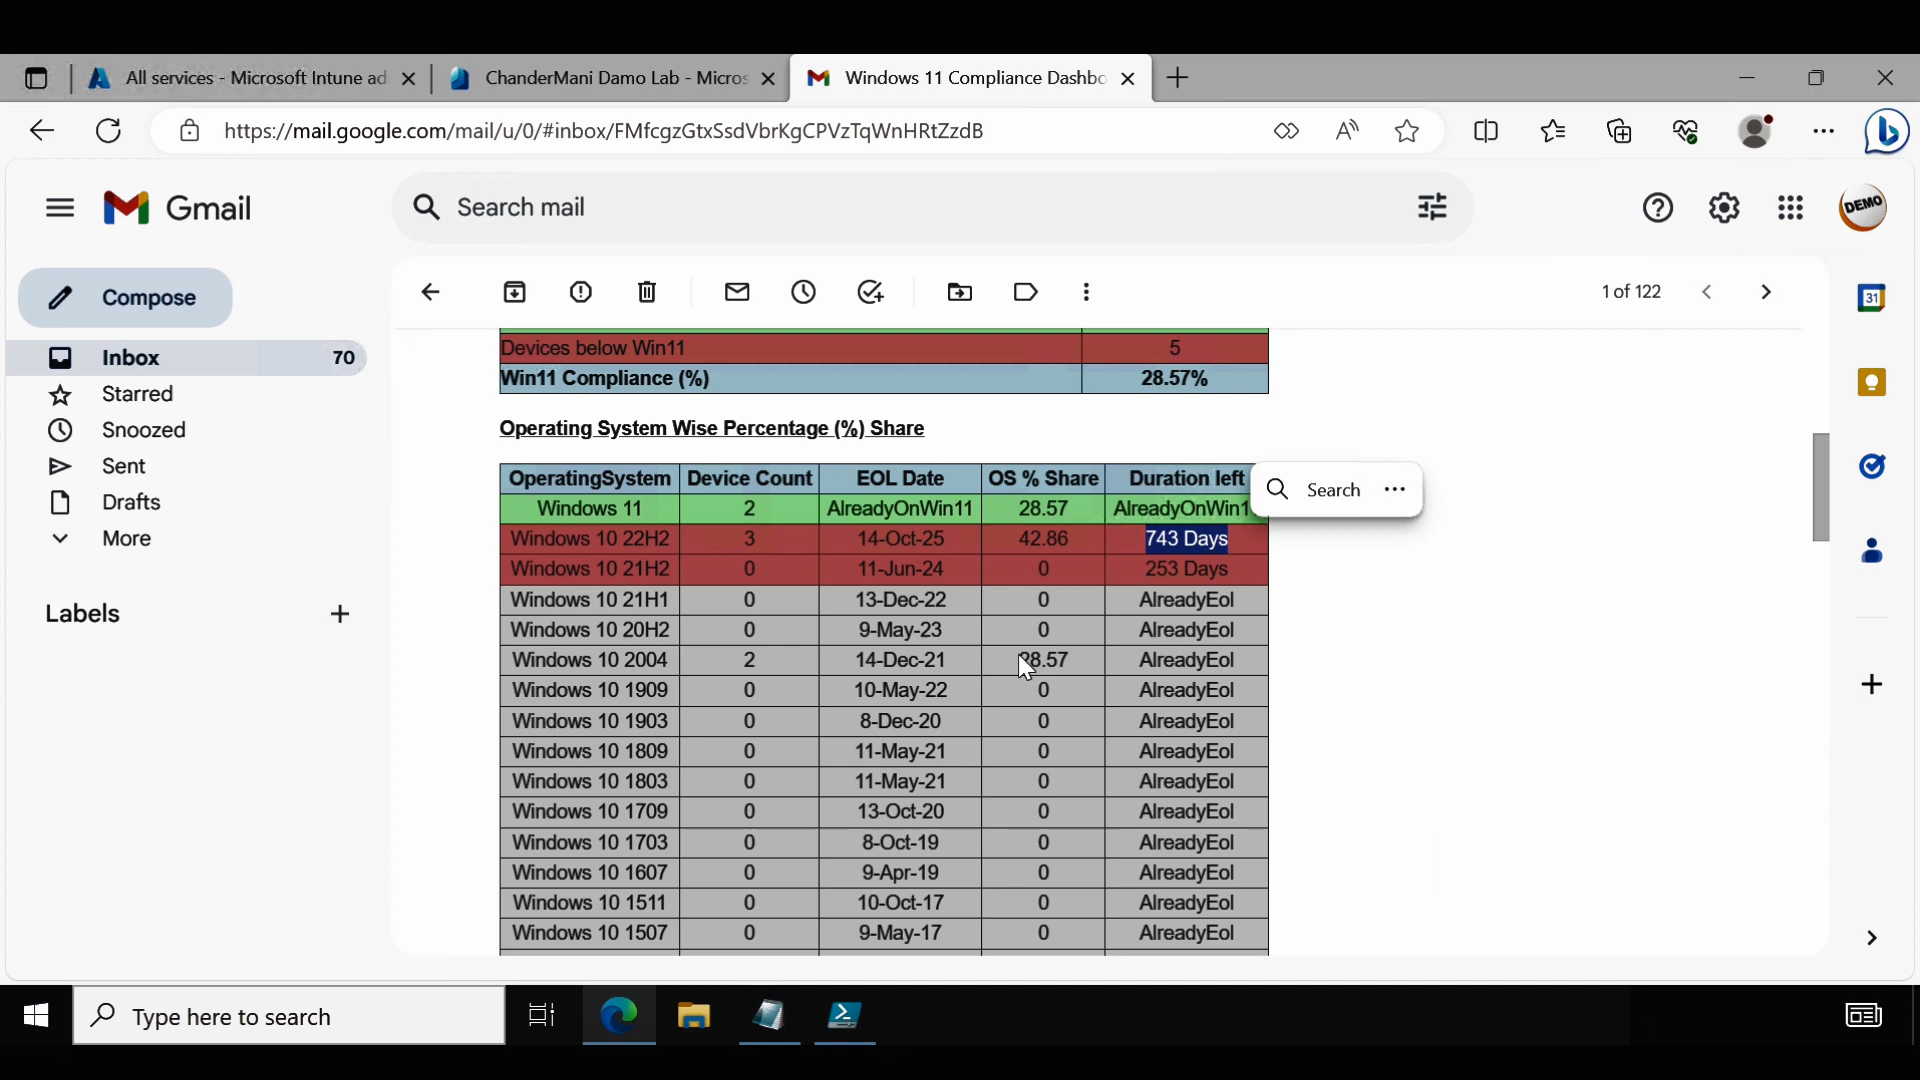 All services - Microsoft Intune ad
ChanderMani Damo Lab - Micros
Windows 11 Compliance Dashbo
https://mail.google.com/mail/u/0/#inbox/FMfcgzGtxSsdVbrKgCPVzTqWnHRtZzdB
Gmail
Search mail
DEMO
Compose
1 of 122
31
Inbox 70
Starred
Snoozed
Sent
Drafts
More
Labels
Devices below Win11 5
Win11 Compliance (%) 28.57%
Operating System Wise Percentage (%) Share
OperatingSystem Device Count EOL Date OS % Share Duration left
Search
Windows 11 2 AlreadyOnWin11 28.57 AlreadyOnWin1
Windows 10 22H2 3 14-Oct-25 42.86 743 Days
Windows 10 21H2 0 11-Jun-24 0 253 Days
Windows 10 21H1 0 13-Dec-22 0 AlreadyEol
Windows 10 20H2 0 9-May-23 0 AlreadyEol
Windows 10 2004 2 14-Dec-21 28.57 AlreadyEol
Windows 10 1909 0 10-May-22 0 AlreadyEol
Windows 10 1903 0 8-Dec-20 0 AlreadyEol
Windows 10 1809 0 11-May-21 0 AlreadyEol
Windows 10 1803 0 11-May-21 0 AlreadyEol
Windows 10 1709 0 13-Oct-20 0 AlreadyEol
Windows 10 1703 0 8-Oct-19 0 AlreadyEol
Windows 10 1607 0 9-Apr-19 0 AlreadyEol
Windows 10 1511 0 10-Oct-17 0 AlreadyEol
Windows 10 1507 0 9-May-17 0 AlreadyEol
Type here to search